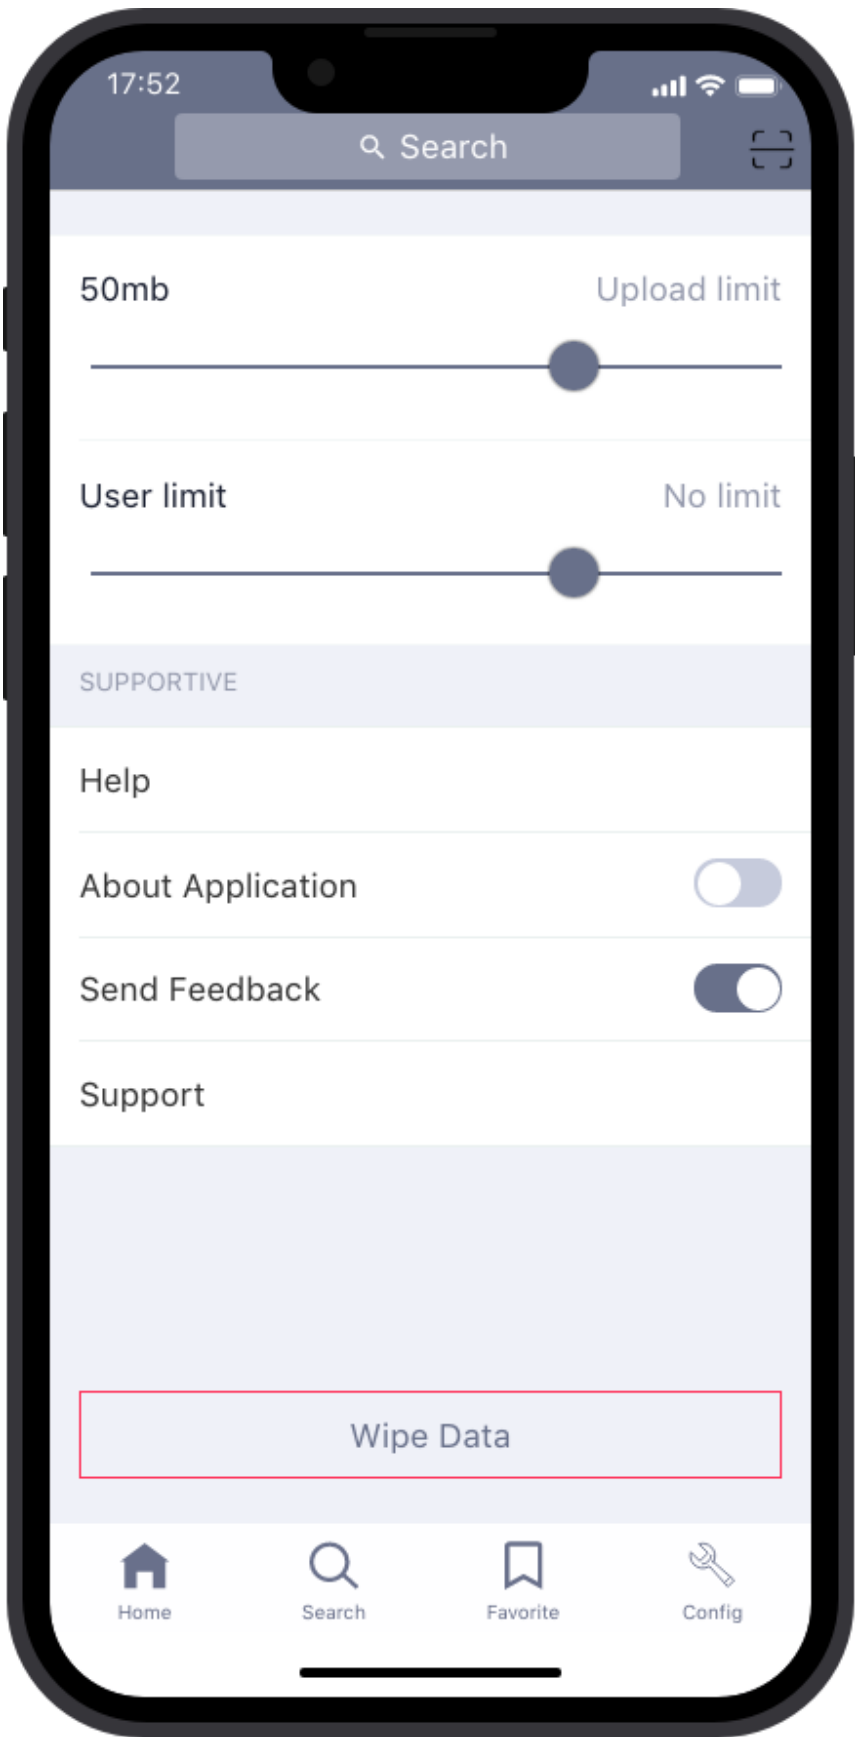 17:52
Search
50mb Upload limit
User limit No limit
SUPPORTIVE
Help
About Application
Send Feedback
Support
Wipe Data
Home Search Favorite Config